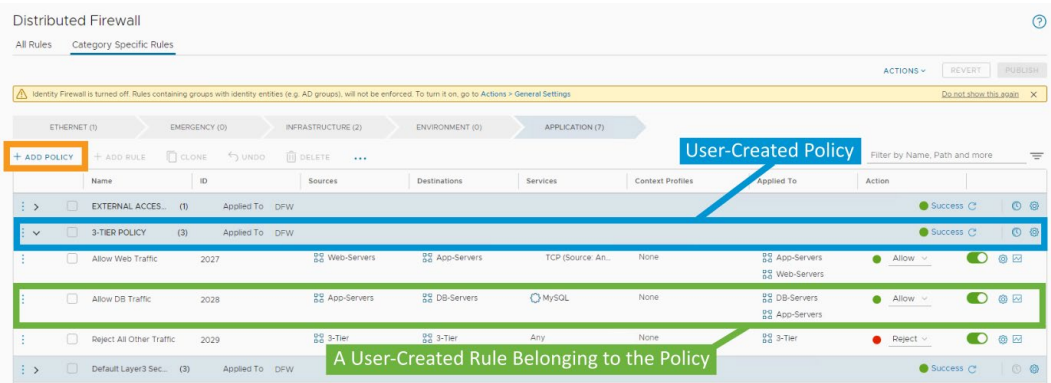 Distributed Firewall
All Rules Category Specific Rules
ACTIONS REVERT PUBLISH
Identity Firewall is turned off. Rules containing groups with identity entities (e.g. AD groups), will not be enforced. To turn it on, go to Actions > General Settings Do not show this again
ETHERNET (1) EMERGENCY (0) INFRASTRUCTURE (2) ENVIRONMENT (0) APPLICATION (7)
+ ADD POLICY + ADD RULE CLONE UNDO DELETE ... User-Created Policy Filter by Name, Path and more
Name ID Sources Destinations Services Context Profiles Applied To Action
EXTERNAL ACCES... (1) Applied To DFW Success
3-TIER POLICY (3) Applied To DFW Success
Allow Web Traffic 2027 Web-Servers App-Servers TCP (Source: An... None App-Servers Allow
Web-Servers
Allow DB Traffic 2028 App-Servers DB-Servers MySQL None DB-Servers Allow
App-Servers
Reject All Other Traffic 2029 3-Tier 3-Tier Any None 3-Tier Reject
A User-Created Rule Belonging to the Policy
Default Layer3 Sec... (3) Applied To DFW Success